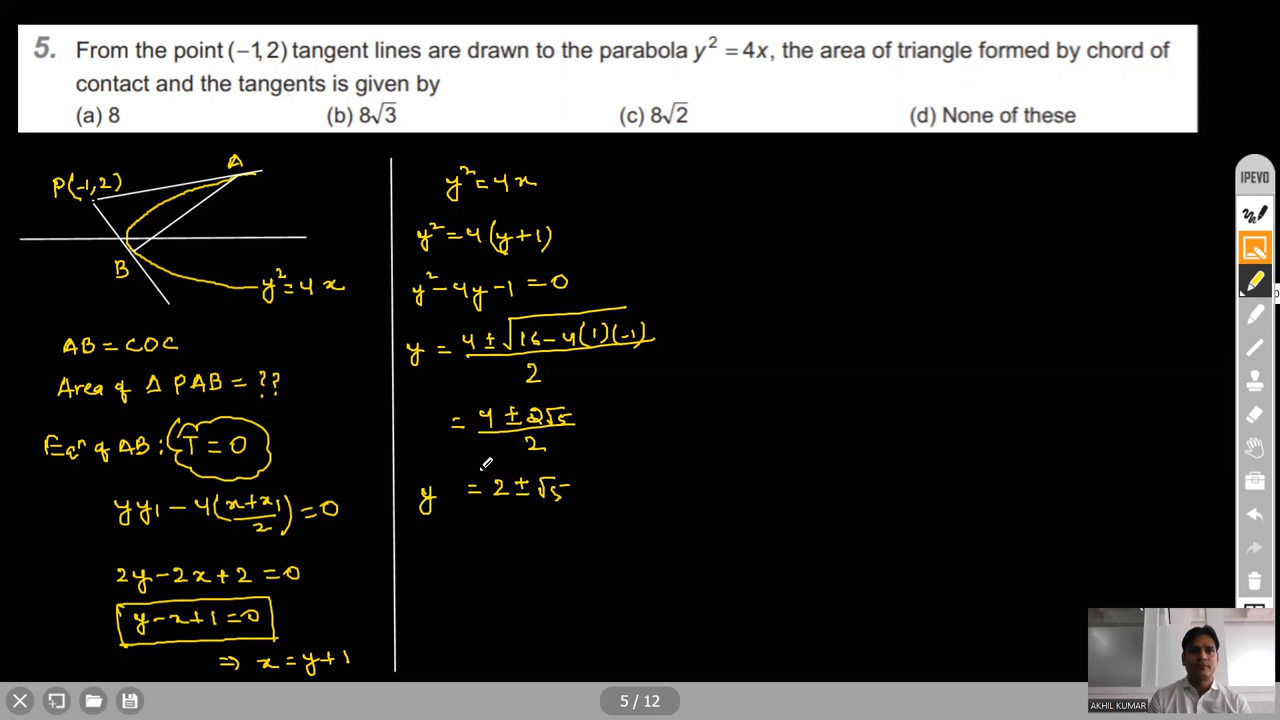 5. From the point (−1,2) tangent lines are drawn to the parabola y² = 4x, the area of triangle formed by chord of
contact and the tangents is given by
(a) 8 (b) 8√3 (c) 8√2 (d) None of these
P(-1,2)
A
B
y² = 4x
AB = COC
Area of Δ PAB = ??
Eqⁿ of AB : T = 0
yy₁ − 4(x+x₁/2) = 0
2y − 2x + 2 = 0
y − x + 1 = 0
⇒ x = y + 1
y² = 4x
y² = 4(y+1)
y² − 4y − 1 = 0
y = 4 ± √16 − 4(1)(−1) / 2
= 4 ± 2√5 / 2
y = 2 ± √5
IPEVO
5 / 12
AKHIL KUMAR